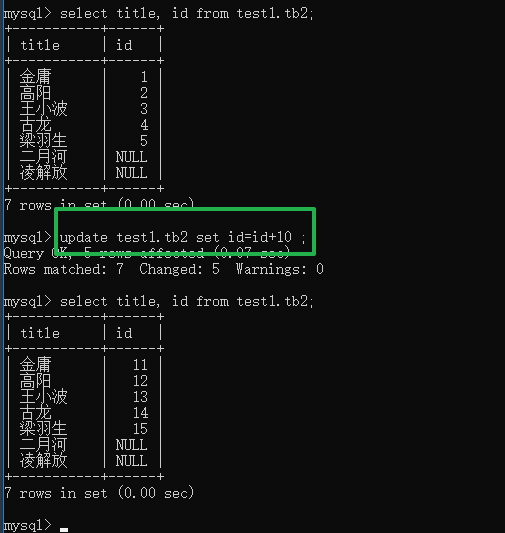 mysql> select title, id from test1.tb2;
+-----------+------+
| title     | id   |
+-----------+------+
| 金庸      |    1 |
| 高阳      |    2 |
| 王小波    |    3 |
| 古龙      |    4 |
| 梁羽生    |    5 |
| 二月河    | NULL |
| 凌解放    | NULL |
+-----------+------+
7 rows in set (0.00 sec)
mysql> update test1.tb2 set id=id+10 ;
Query OK, 5 rows affected (0.07 sec)
Rows matched: 7  Changed: 5  Warnings: 0
mysql> select title, id from test1.tb2;
+-----------+------+
| title     | id   |
+-----------+------+
| 金庸      |   11 |
| 高阳      |   12 |
| 王小波    |   13 |
| 古龙      |   14 |
| 梁羽生    |   15 |
| 二月河    | NULL |
| 凌解放    | NULL |
+-----------+------+
7 rows in set (0.00 sec)
mysql>